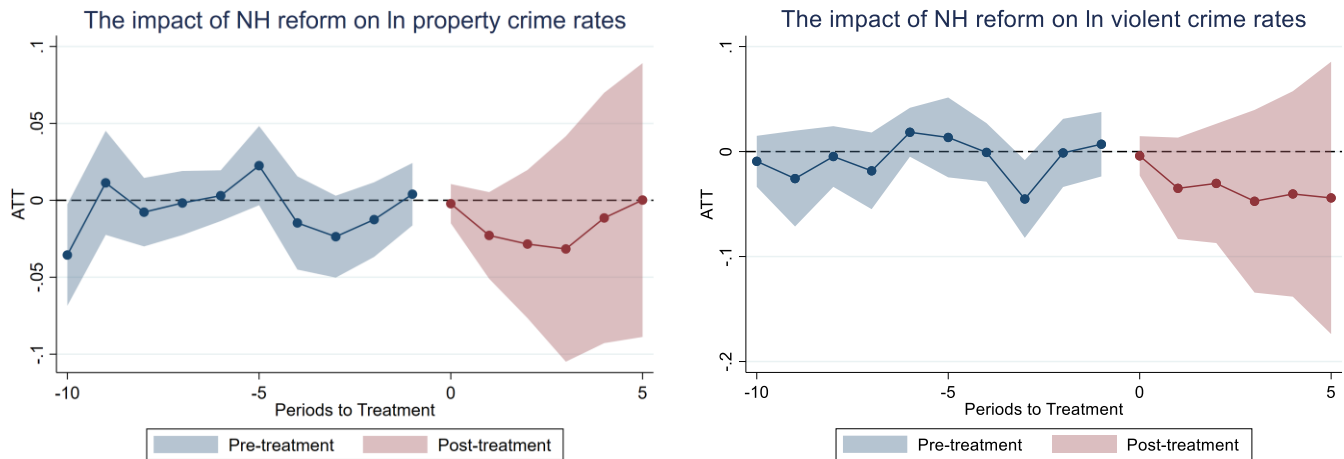 The impact of NH reform on ln property crime rates
.1
.05
0
-.05
-.1
ATT
-10
-5
0
5
Periods to Treatment
Pre-treatment
Post-treatment
The impact of NH reform on ln violent crime rates
.1
0
-.1
-.2
ATT
-10
-5
0
5
Periods to Treatment
Pre-treatment
Post-treatment